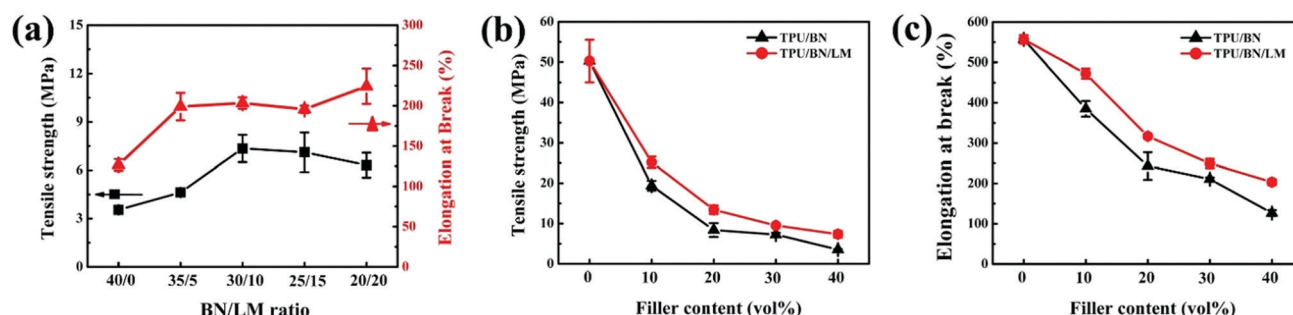 (a)
Tensile strength (MPa)
15
12
9
6
3
0
300
250
200
150
100
50
0
Elongation at Break (%)
40/0 35/5 30/10 25/15 20/20
BN/LM ratio
(b)
Tensile strength (MPa)
60
50
40
30
20
10
0
TPU/BN
TPU/BN/LM
0 10 20 30 40
Filler content (vol%)
(c)
Elongation at break (%)
600
500
400
300
200
100
0
TPU/BN
TPU/BN/LM
0 10 20 30 40
Filler content (vol%)